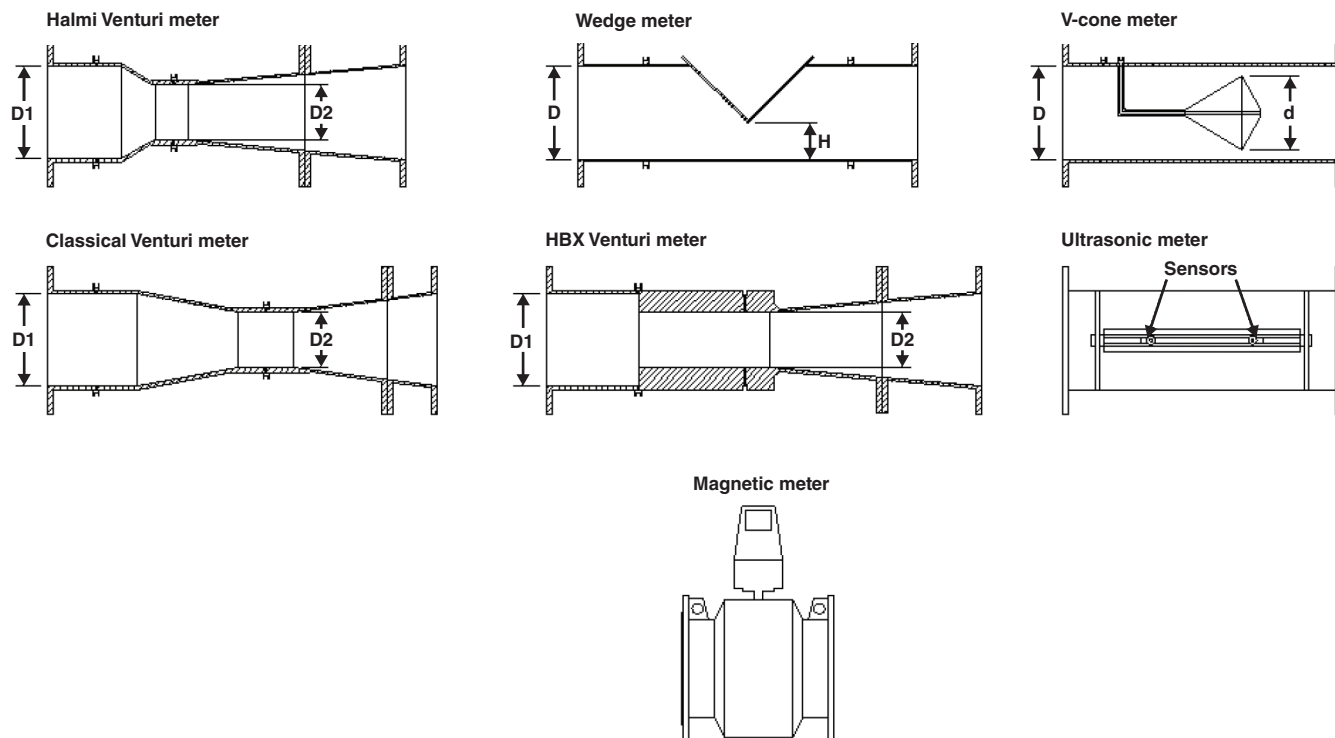 Halmi Venturi meter
D1
D2
Wedge meter
D
H
V-cone meter
D
d
Classical Venturi meter
D1
D2
HBX Venturi meter
D1
D2
Ultrasonic meter
Sensors
Magnetic meter